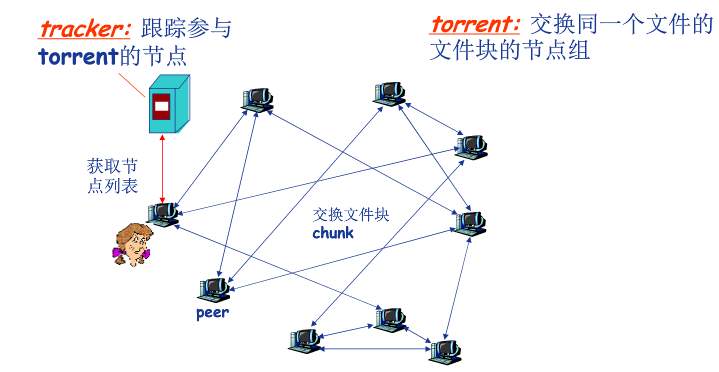 tracker: 跟踪参与
torrent的节点
torrent: 交换同一个文件的
文件块的节点组
获取节
点列表
交换文件块
chunk
peer